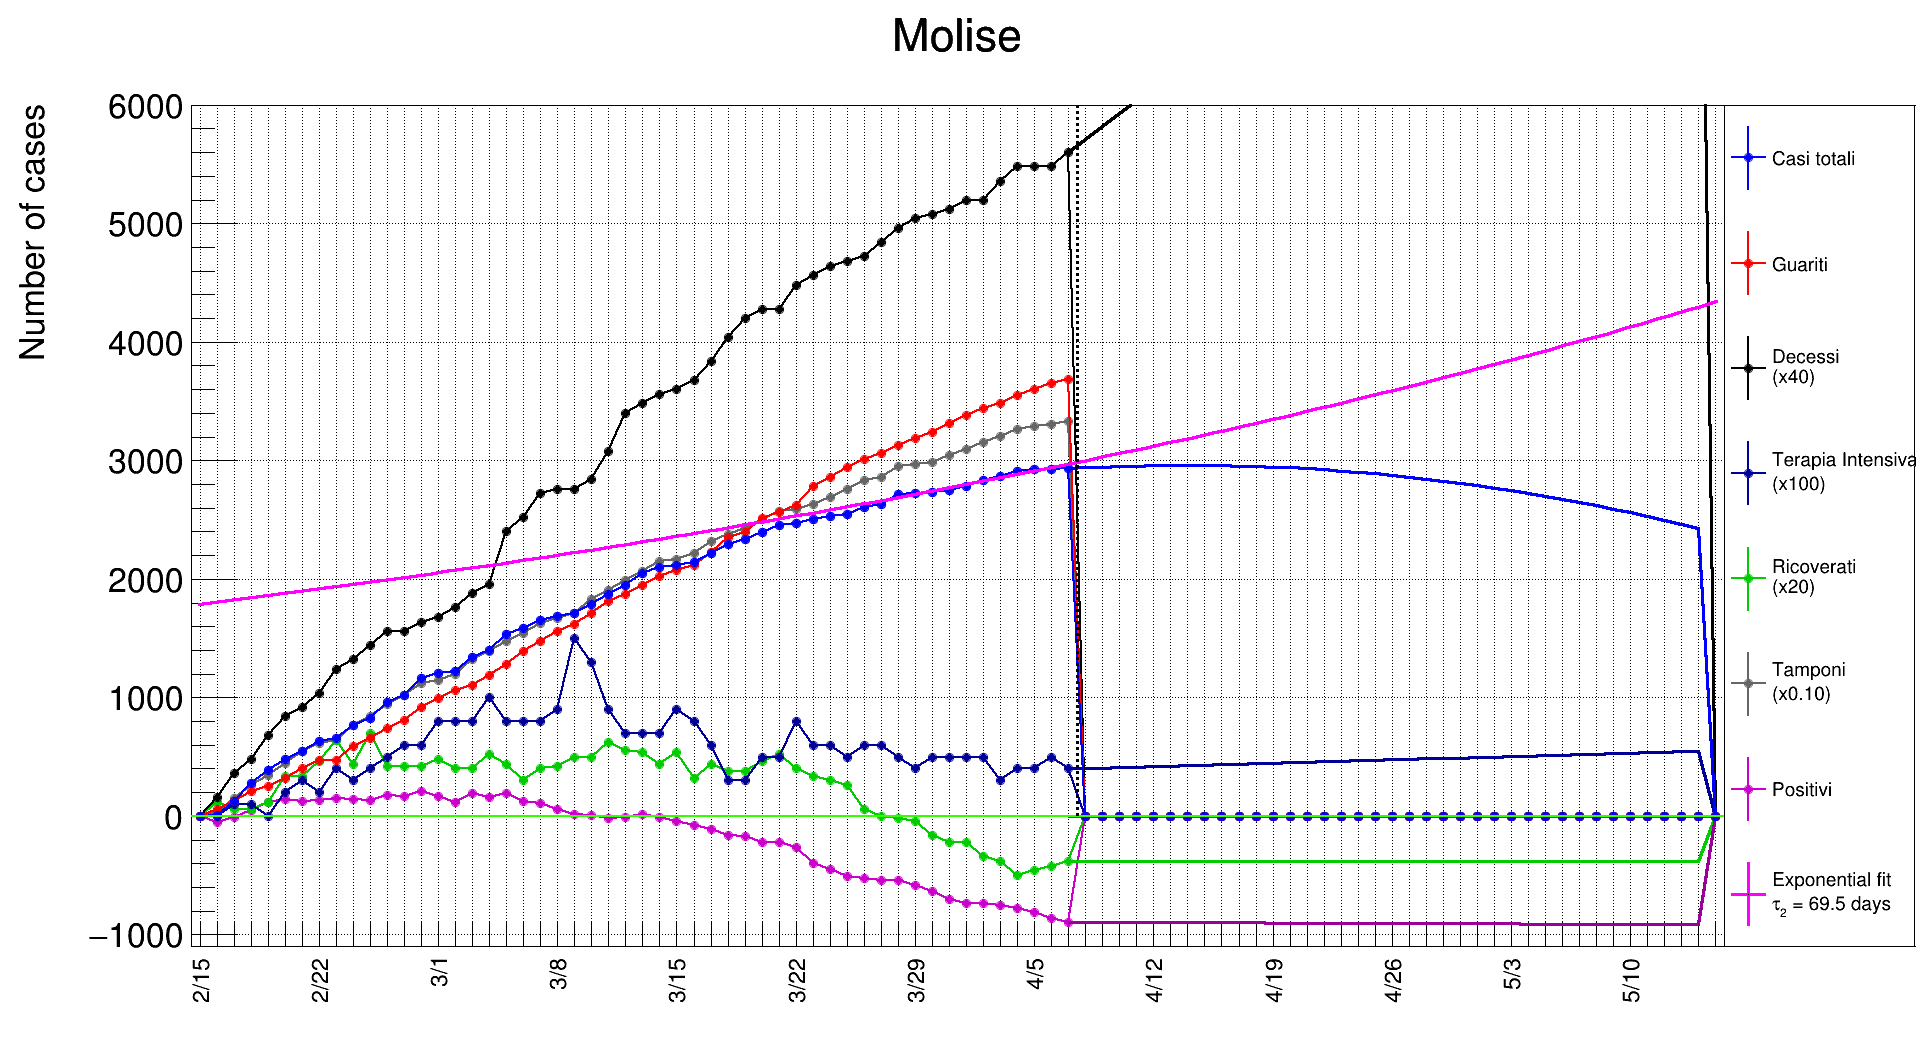 Molise
Number of cases
6000
5000
4000
3000
2000
1000
0
−1000
2/15
2/22
3/1
3/8
3/15
3/22
3/29
4/5
4/12
4/19
4/26
5/3
5/10
Casi totali
Guariti
Decessi
(x40)
Terapia Intensiva
(x100)
Ricoverati
(x20)
Tamponi
(x0.10)
Positivi
Exponential fit
τ2 = 69.5 days